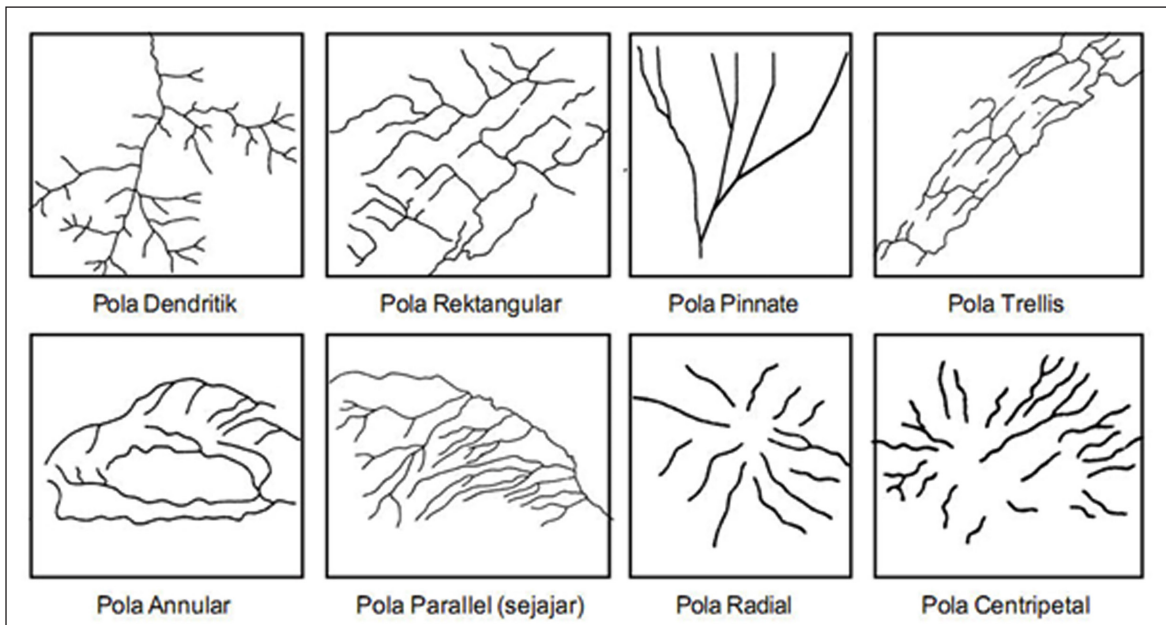 Pola Dendritik
Pola Rektangular
Pola Pinnate
Pola Trellis
Pola Annular
Pola Parallel (sejajar)
Pola Radial
Pola Centripetal